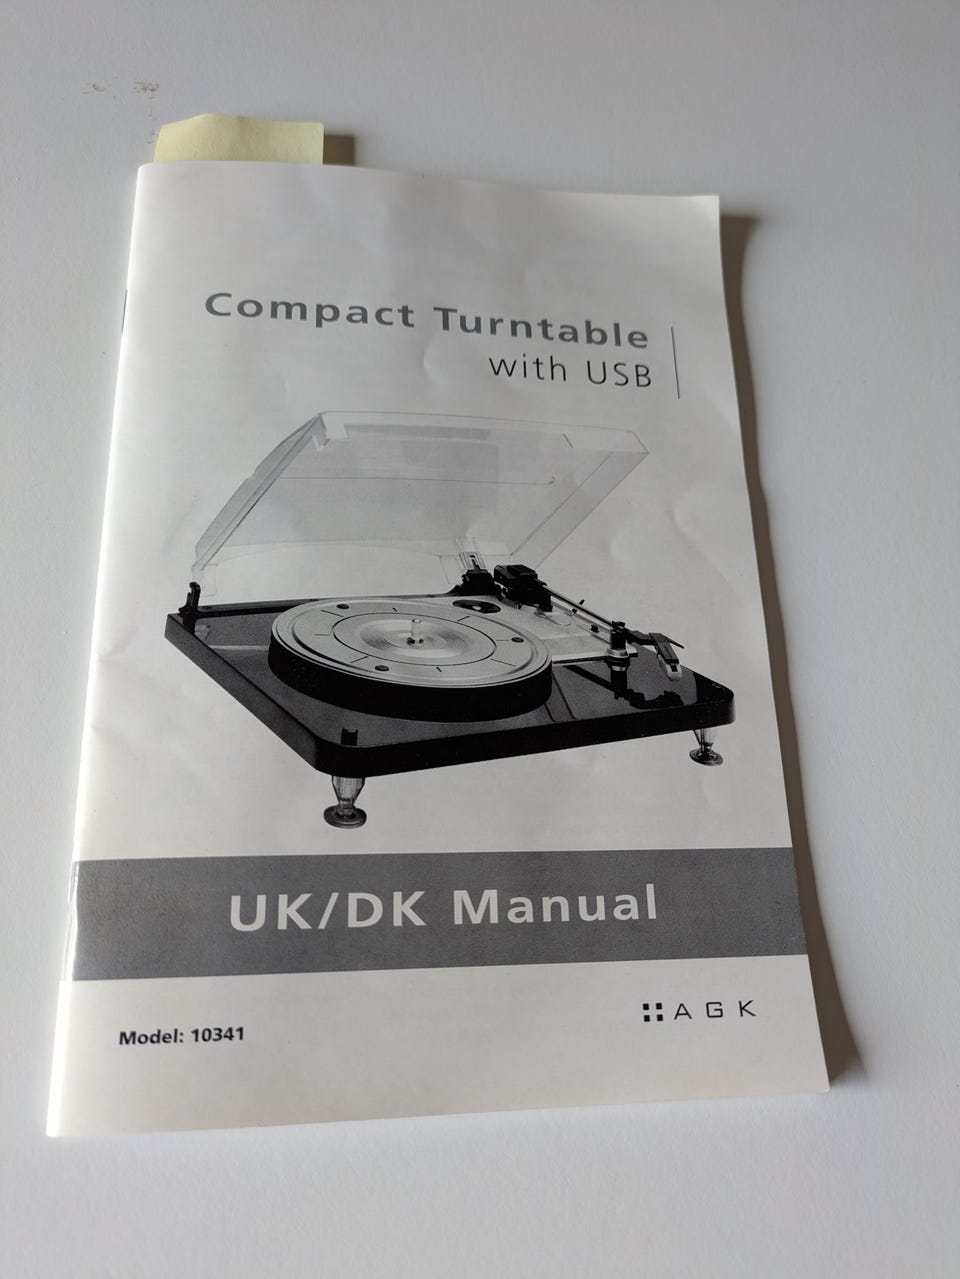 Compact Turntable
with USB
UK/DK Manual
Model: 10341
AGK